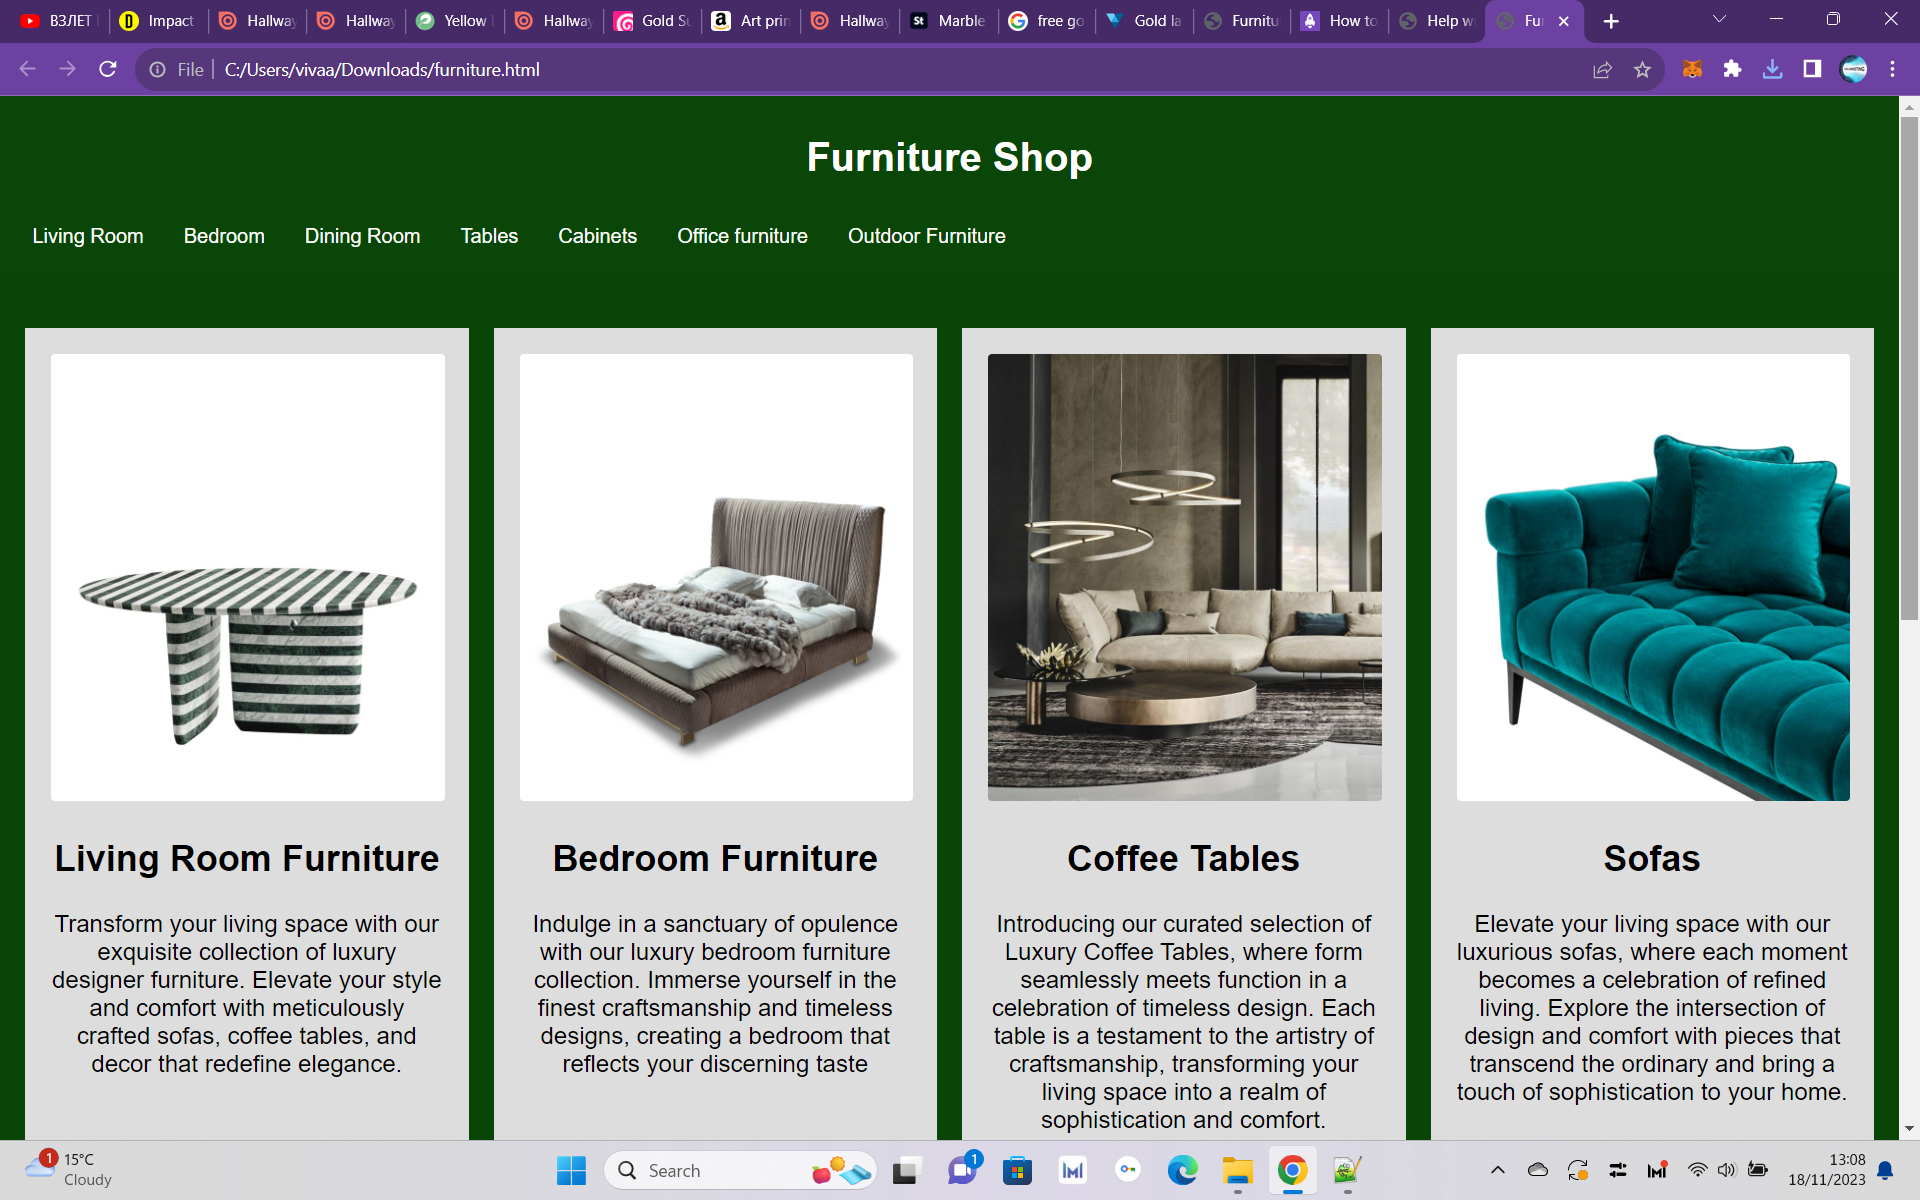 ВЗЛЕТ
Impact
Hallway
Hallway
Yellow
Hallway
Gold Su
Art prin
Hallway
Marble
free go
Gold la
Furnitu
How to
Help w
Fur
File
C:/Users/vivaa/Downloads/furniture.html
Furniture Shop
Living Room
Bedroom
Dining Room
Tables
Cabinets
Office furniture
Outdoor Furniture
Living Room Furniture
Transform your living space with our
exquisite collection of luxury
designer furniture. Elevate your style
and comfort with meticulously
crafted sofas, coffee tables, and
decor that redefine elegance.
Bedroom Furniture
Indulge in a sanctuary of opulence
with our luxury bedroom furniture
collection. Immerse yourself in the
finest craftsmanship and timeless
designs, creating a bedroom that
reflects your discerning taste
Coffee Tables
Introducing our curated selection of
Luxury Coffee Tables, where form
seamlessly meets function in a
celebration of timeless design. Each
table is a testament to the artistry of
craftsmanship, transforming your
living space into a realm of
sophistication and comfort.
Sofas
Elevate your living space with our
luxurious sofas, where each moment
becomes a celebration of refined
living. Explore the intersection of
design and comfort with pieces that
transcend the ordinary and bring a
touch of sophistication to your home.
1
15°C
Cloudy
Search
1
13:08
18/11/2023